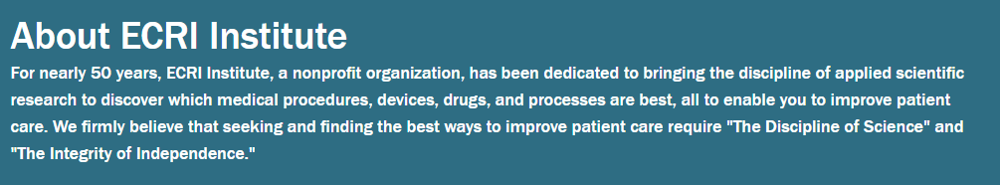 About ECRI Institute
For nearly 50 years, ECRI Institute, a nonprofit organization, has been dedicated to bringing the discipline of applied scientific
research to discover which medical procedures, devices, drugs, and processes are best, all to enable you to improve patient
care. We firmly believe that seeking and finding the best ways to improve patient care require "The Discipline of Science" and
"The Integrity of Independence."